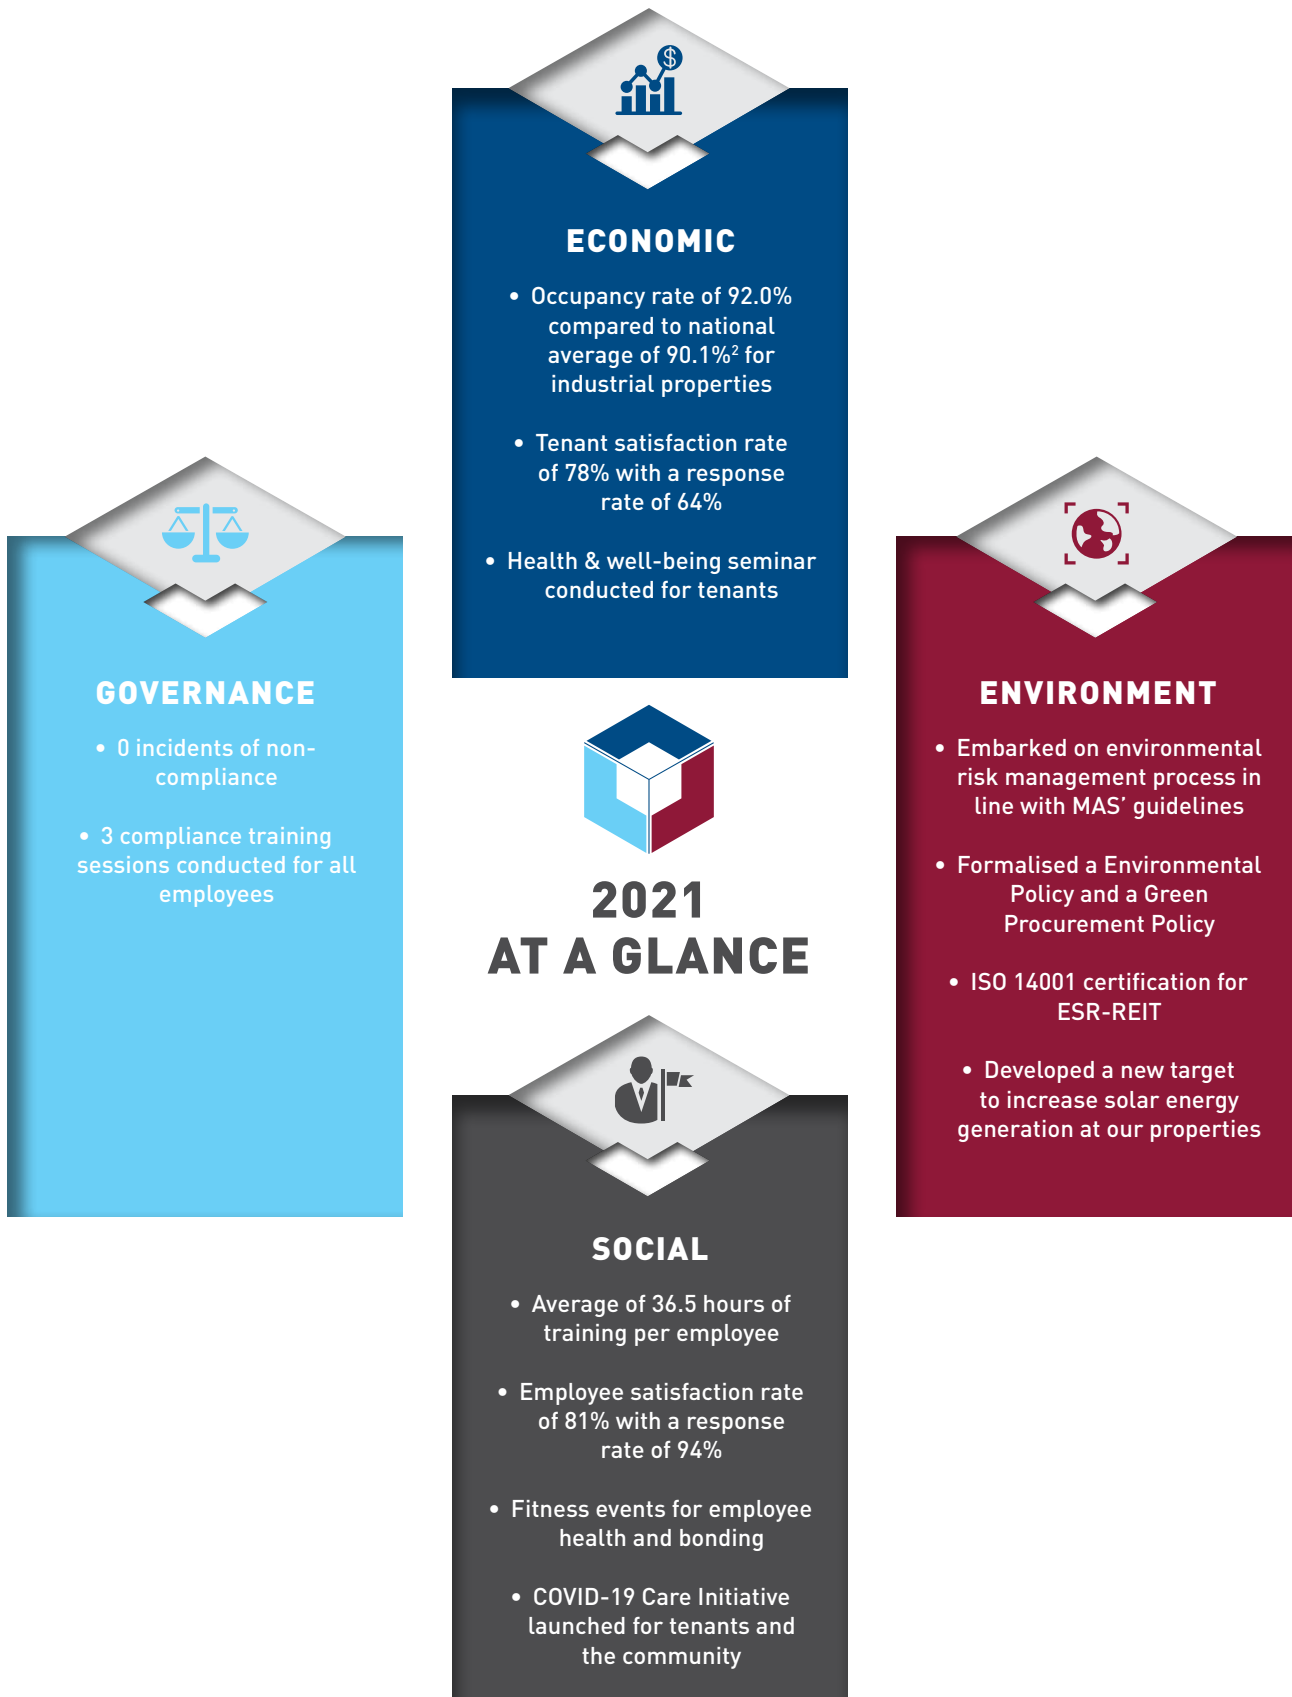 ECONOMIC
• Occupancy rate of 92.0%
compared to national
average of 90.1%² for
industrial properties
• Tenant satisfaction rate
of 78% with a response
rate of 64%
• Health & well-being seminar
conducted for tenants
GOVERNANCE
• 0 incidents of non-
compliance
• 3 compliance training
sessions conducted for all
employees
2021
AT A GLANCE
ENVIRONMENT
• Embarked on environmental
risk management process in
line with MAS’ guidelines
• Formalised a Environmental
Policy and a Green
Procurement Policy
• ISO 14001 certification for
ESR-REIT
• Developed a new target
to increase solar energy
generation at our properties
SOCIAL
• Average of 36.5 hours of
training per employee
• Employee satisfaction rate
of 81% with a response
rate of 94%
• Fitness events for employee
health and bonding
• COVID-19 Care Initiative
launched for tenants and
the community